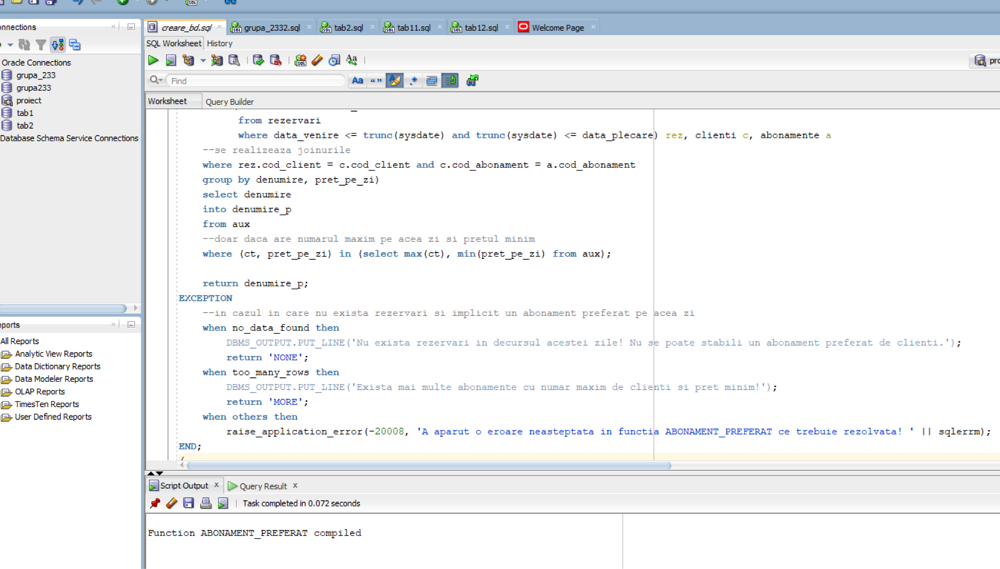 creare_bd.sql
grupa_2332.sql
tab2.sql
tab11.sql
tab12.sql
Welcome Page
SQL Worksheet History
Find
Worksheet Query Builder
Oracle Connections
grupa_233
grupa233
proiect
tab1
tab2
Database Schema Service Connections
All Reports
Analytic View Reports
Data Dictionary Reports
Data Modeler Reports
OLAP Reports
TimesTen Reports
User Defined Reports
from rezervari
where data_venire <= trunc(sysdate) and trunc(sysdate) <= data_plecare) rez, clienti c, abonamente a
--se realizeaza joinurile
where rez.cod_client = c.cod_client and c.cod_abonament = a.cod_abonament
group by denumire, pret_pe_zi)
select denumire
into denumire_p
from aux
--doar daca are numarul maxim pe acea zi si pretul minim
where (ct, pret_pe_zi) in (select max(ct), min(pret_pe_zi) from aux);
return denumire_p;
EXCEPTION
--in cazul in care nu exista rezervari si implicit un abonament preferat pe acea zi
when no_data_found then
DBMS_OUTPUT.PUT_LINE('Nu exista rezervari in decursul acestei zile! Nu se poate stabili un abonament preferat de clienti.');
return 'NONE';
when too_many_rows then
DBMS_OUTPUT.PUT_LINE('Exista mai multe abonamente cu numar maxim de clienti si pret minim!');
return 'MORE';
when others then
raise_application_error(-20008, 'A aparut o eroare neasteptata in functia ABONAMENT_PREFERAT ce trebuie rezolvata! ' || sqlerrm);
END;
/
Script Output
Query Result
Task completed in 0.072 seconds
Function ABONAMENT_PREFERAT compiled